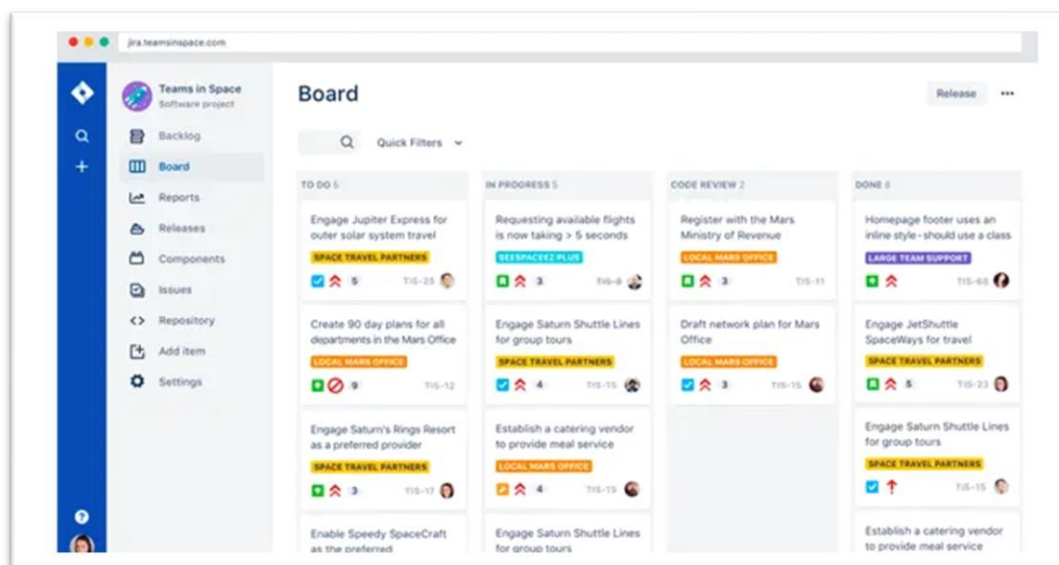 jira.teamsinspace.com
Teams in Space
Software project
Backlog
Board
Reports
Releases
Components
Issues
Repository
Add item
Settings
Board
Release
Quick Filters
TO DO 5
Engage Jupiter Express for
outer solar system travel
SPACE TRAVEL PARTNERS
5
TIS-25
Create 90 day plans for all
departments in the Mars Office
LOCAL MARS OFFICE
9
TIS-12
Engage Saturn's Rings Resort
as a preferred provider
SPACE TRAVEL PARTNERS
3
TIS-17
Enable Speedy SpaceCraft
as the preferred
IN PROGRESS 5
Requesting available flights
is now taking > 5 seconds
SEESPACEEZ PLUS
3
TIS-8
Engage Saturn Shuttle Lines
for group tours
SPACE TRAVEL PARTNERS
4
TIS-15
Establish a catering vendor
to provide meal service
LOCAL MARS OFFICE
4
TIS-15
Engage Saturn Shuttle Lines
for group tours
CODE REVIEW 2
Register with the Mars
Ministry of Revenue
LOCAL MARS OFFICE
3
TIS-11
Draft network plan for Mars
Office
LOCAL MARS OFFICE
3
TIS-15
DONE 8
Homepage footer uses an
inline style - should use a class
LARGE TEAM SUPPORT
TIS-68
Engage JetShuttle
SpaceWays for travel
SPACE TRAVEL PARTNERS
5
TIS-23
Engage Saturn Shuttle Lines
for group tours
SPACE TRAVEL PARTNERS
TIS-15
Establish a catering vendor
to provide meal service